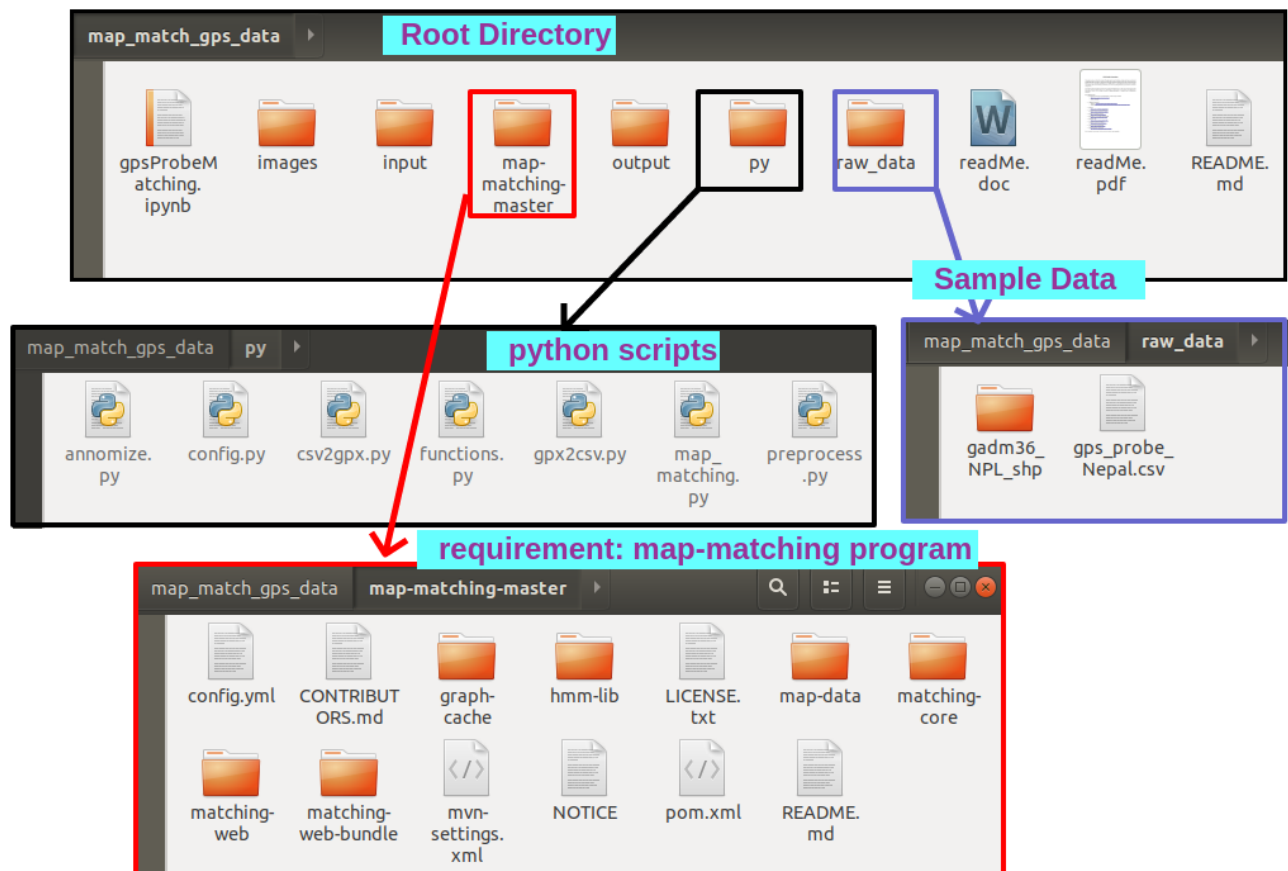 map_match_gps_data
Root Directory
gpsProbeM
atching.
ipynb
images
input
map-
matching-
master
output
py
raw_data
readMe.
doc
readMe.
pdf
README.
md
Sample Data
map_match_gps_data py
python scripts
annomize.
py
config.py
csv2gpx.py
functions.
py
gpx2csv.py
map_
matching.
py
preprocess
.py
map_match_gps_data raw_data
gadm36_
NPL_shp
gps_probe_
Nepal.csv
requirement: map-matching program
map_match_gps_data map-matching-master
config.yml
CONTRIBUT
ORS.md
graph-
cache
hmm-lib
LICENSE.
txt
map-data
matching-
core
matching-
web
matching-
web-bundle
mvn-
settings.
xml
NOTICE
pom.xml
README.
md